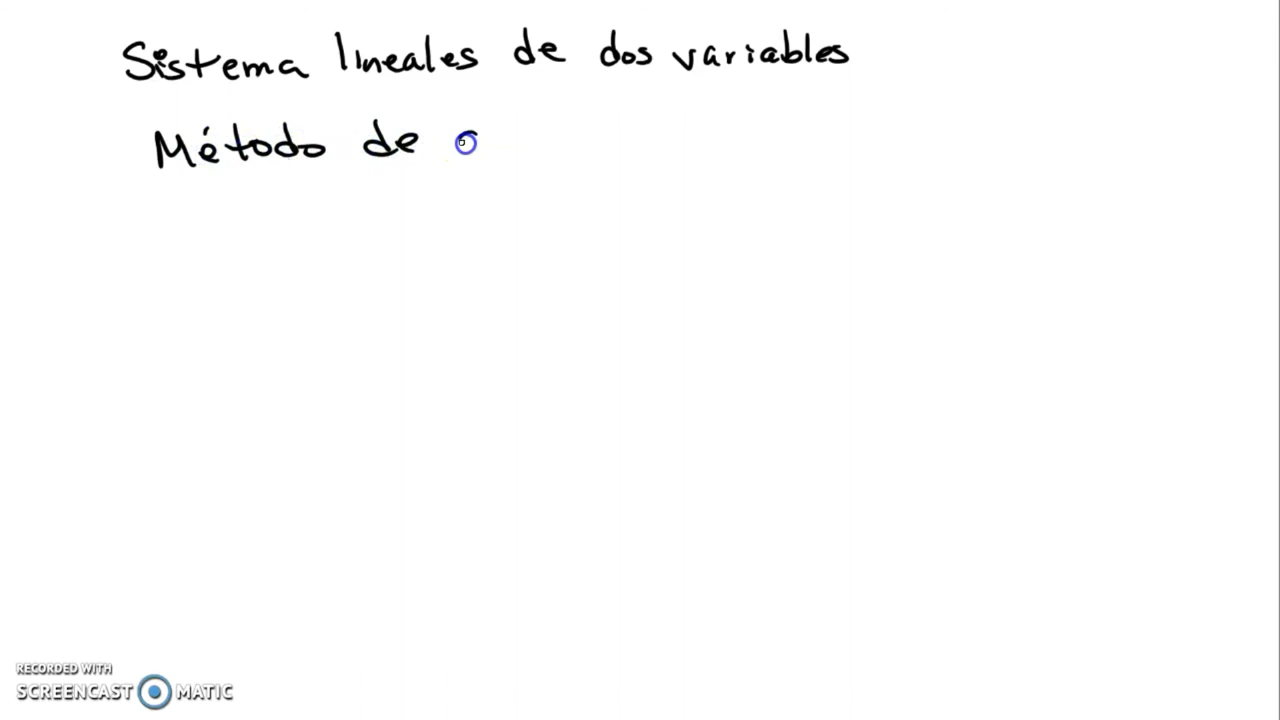 Sistema lineales de dos variables
Método de
RECORDED WITH
SCREENCAST MATIC